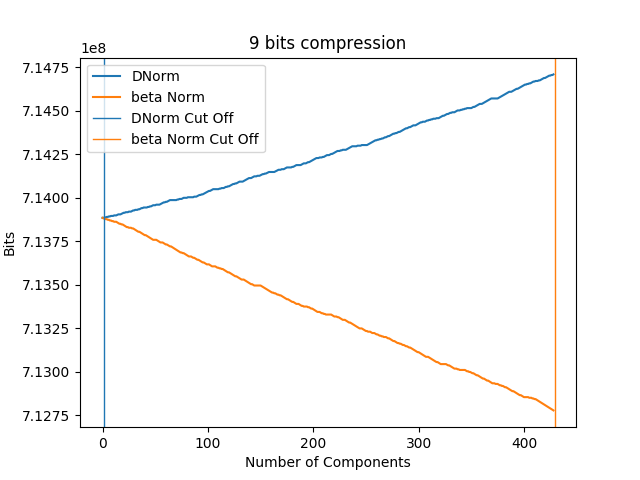 9 bits compression
1e8
7.1475
7.1450
7.1425
7.1400
7.1375
7.1350
7.1325
7.1300
7.1275
Bits
DNorm
beta Norm
DNorm Cut Off
beta Norm Cut Off
0 100 200 300 400
Number of Components